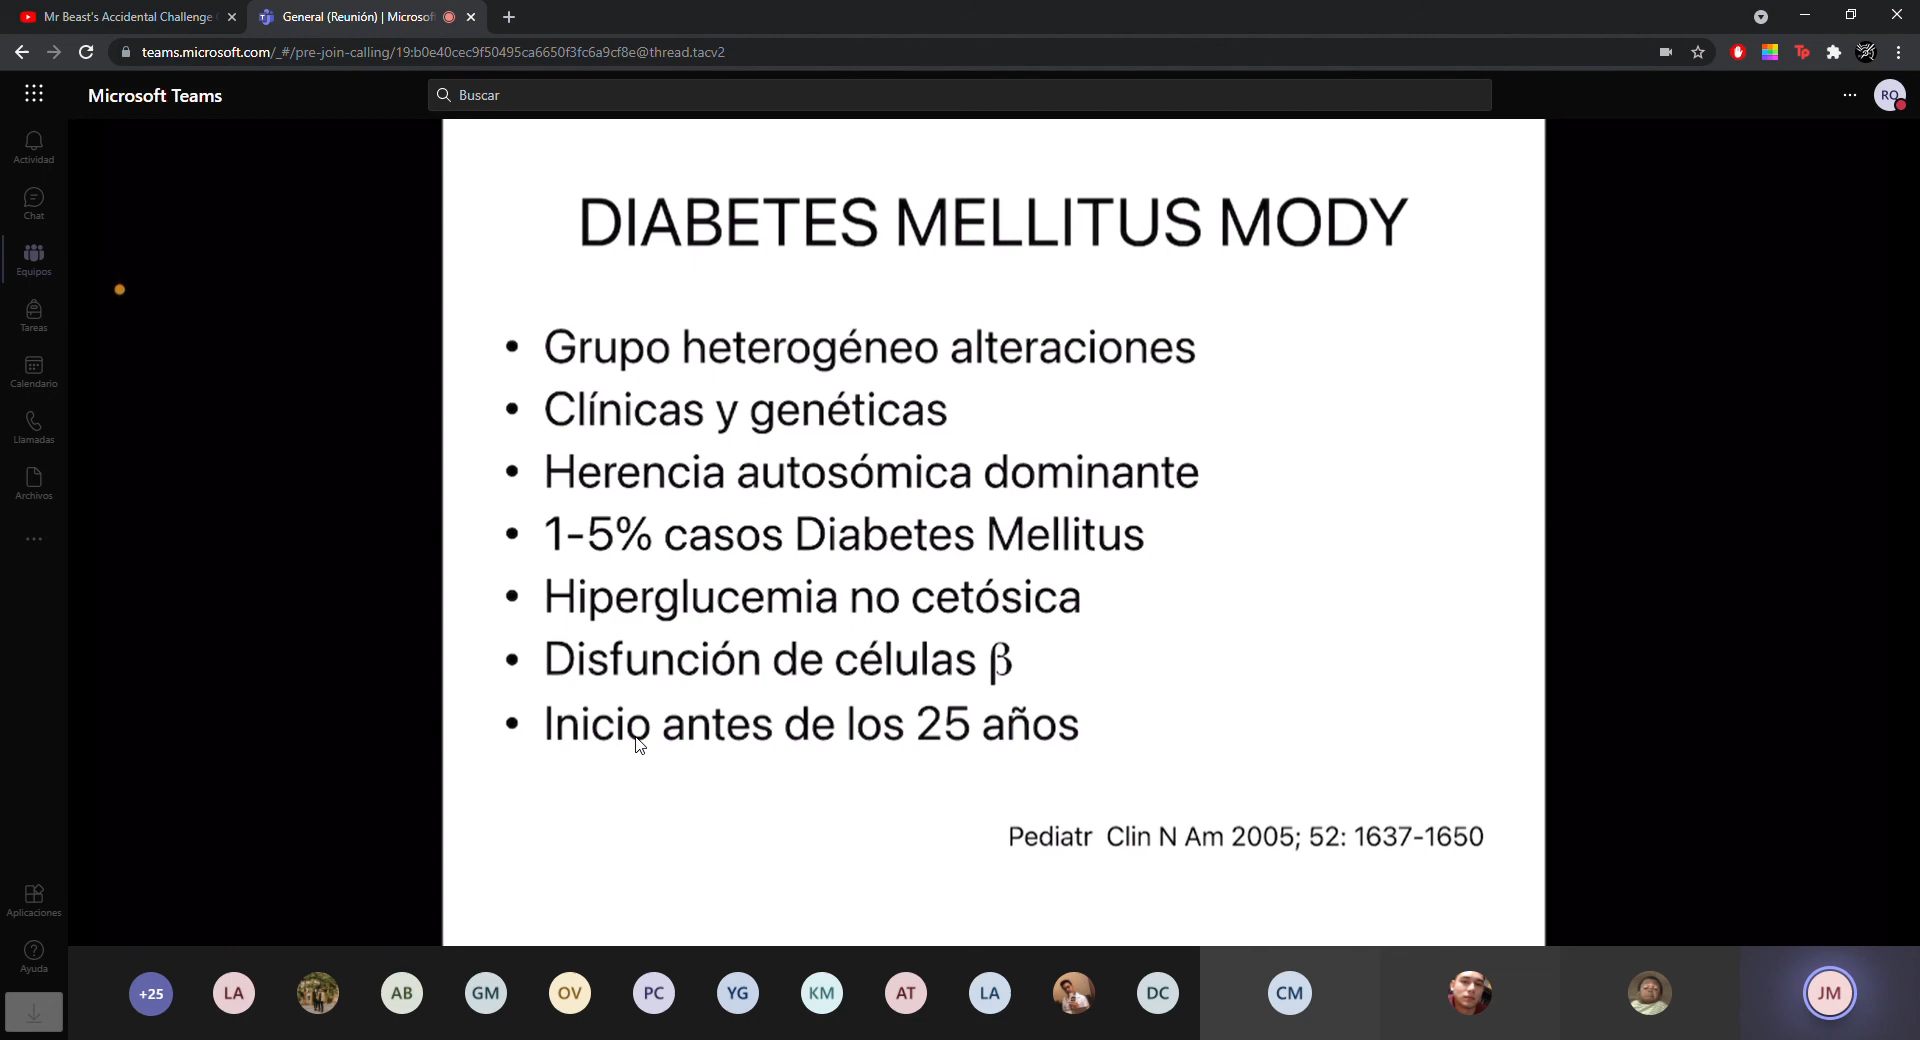 Mr Beast's Accidental Challenge
General (Reunión) | Microsof
teams.microsoft.com/_#/pre-join-calling/19:b0e40cec9f50495ca6650f3fc6a9cf8e@thread.tacv2
Microsoft Teams
Buscar
RO
Actividad
Chat
Equipos
Tareas
Calendario
Llamadas
Archivos
Aplicaciones
Ayuda
DIABETES MELLITUS MODY
• Grupo heterogéneo alteraciones
• Clínicas y genéticas
• Herencia autosómica dominante
• 1-5% casos Diabetes Mellitus
• Hiperglucemia no cetósica
• Disfunción de células β
• Inicio antes de los 25 años
Pediatr Clin N Am 2005; 52: 1637-1650
+25 LA AB GM OV PC YG KM AT LA DC CM JM